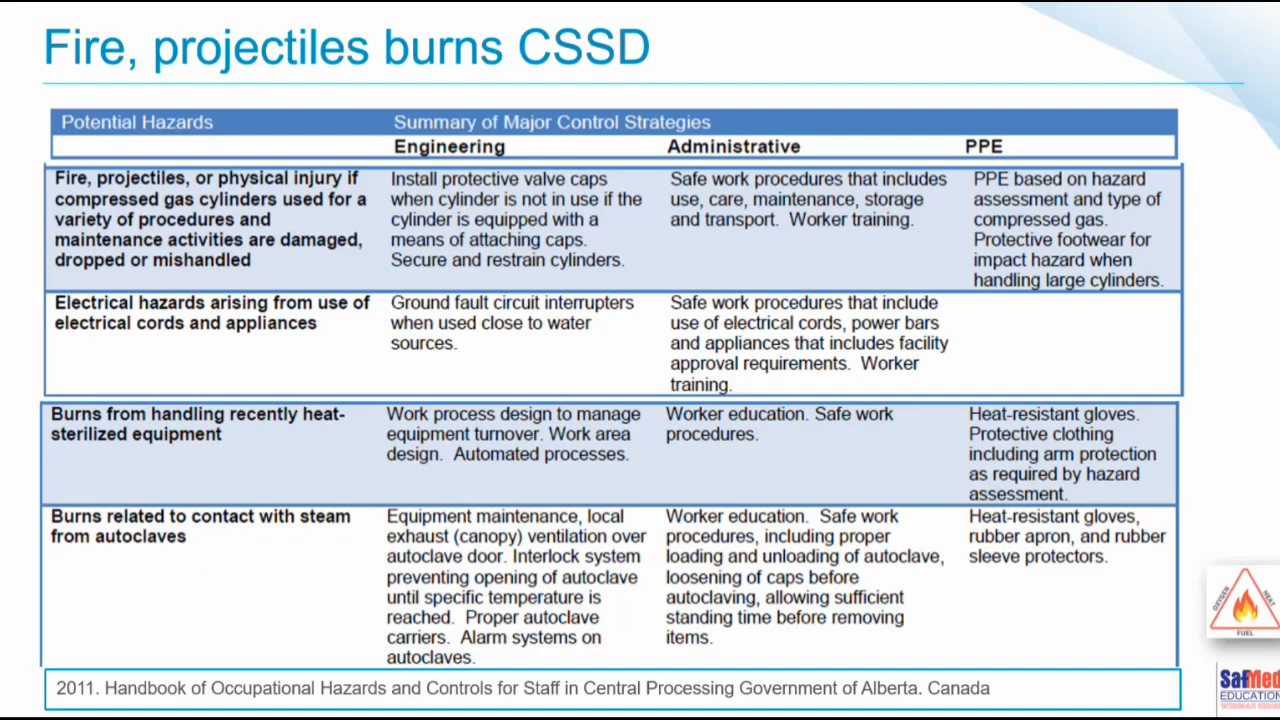 Fire, projectiles burns CSSD
Potential Hazards
Summary of Major Control Strategies
Engineering
Administrative
PPE
Fire, projectiles, or physical injury if
compressed gas cylinders used for a
variety of procedures and
maintenance activities are damaged,
dropped or mishandled
Install protective valve caps
when cylinder is not in use if the
cylinder is equipped with a
means of attaching caps.
Secure and restrain cylinders.
Safe work procedures that includes
use, care, maintenance, storage
and transport. Worker training.
PPE based on hazard
assessment and type of
compressed gas.
Protective footwear for
impact hazard when
handling large cylinders.
Electrical hazards arising from use of
electrical cords and appliances
Ground fault circuit interrupters
when used close to water
sources.
Safe work procedures that include
use of electrical cords, power bars
and appliances that includes facility
approval requirements. Worker
training.
Burns from handling recently heat-
sterilized equipment
Work process design to manage
equipment turnover. Work area
design. Automated processes.
Worker education. Safe work
procedures.
Heat-resistant gloves.
Protective clothing
including arm protection
as required by hazard
assessment.
Burns related to contact with steam
from autoclaves
Equipment maintenance, local
exhaust (canopy) ventilation over
autoclave door. Interlock system
preventing opening of autoclave
until specific temperature is
reached. Proper autoclave
carriers. Alarm systems on
autoclaves.
Worker education. Safe work
procedures, including proper
loading and unloading of autoclave,
loosening of caps before
autoclaving, allowing sufficient
standing time before removing
items.
Heat-resistant gloves,
rubber apron, and rubber
sleeve protectors.
OXYGEN
HEAT
FUEL
2011. Handbook of Occupational Hazards and Controls for Staff in Central Processing Government of Alberta. Canada
SafMed
EDUCATION
WEBINAR SERIES